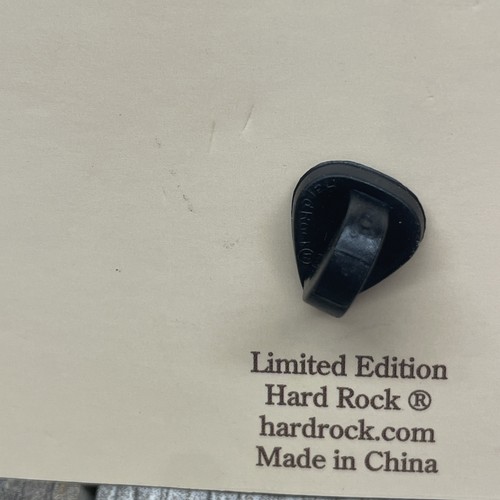 Limited Edition
Hard Rock ®
hardrock.com
Made in China